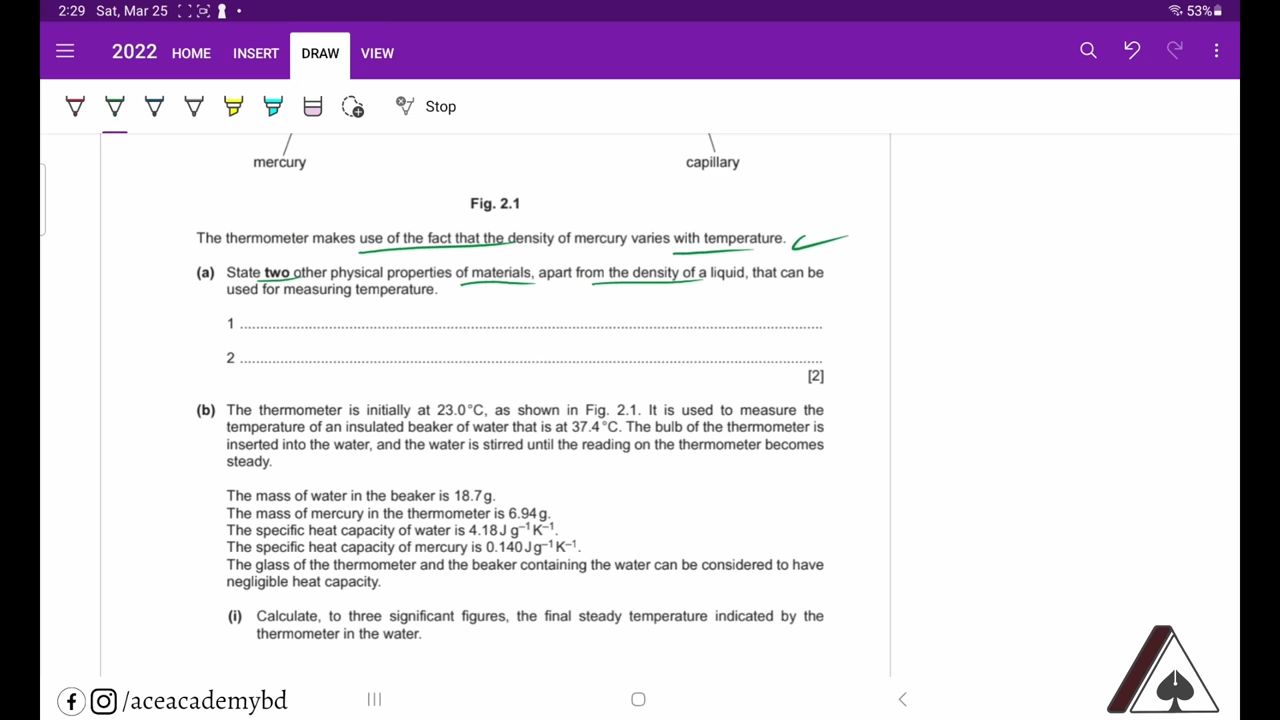 2:29 Sat, Mar 25 53%
2022 HOME INSERT DRAW VIEW
Stop
mercury capillary
Fig. 2.1
The thermometer makes use of the fact that the density of mercury varies with temperature.
(a) State two other physical properties of materials, apart from the density of a liquid, that can be
used for measuring temperature.
1 ........................................................................
2 ........................................................................
[2]
(b) The thermometer is initially at 23.0°C, as shown in Fig. 2.1. It is used to measure the
temperature of an insulated beaker of water that is at 37.4°C. The bulb of the thermometer is
inserted into the water, and the water is stirred until the reading on the thermometer becomes
steady.
The mass of water in the beaker is 18.7g.
The mass of mercury in the thermometer is 6.94g.
The specific heat capacity of water is 4.18Jg⁻¹K⁻¹.
The specific heat capacity of mercury is 0.140Jg⁻¹K⁻¹.
The glass of the thermometer and the beaker containing the water can be considered to have
negligible heat capacity.
(i) Calculate, to three significant figures, the final steady temperature indicated by the
thermometer in the water.
/aceacademybd